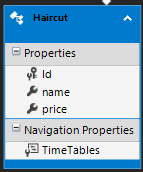 Haircut
Properties
Id
name
price
Navigation Properties
TimeTables